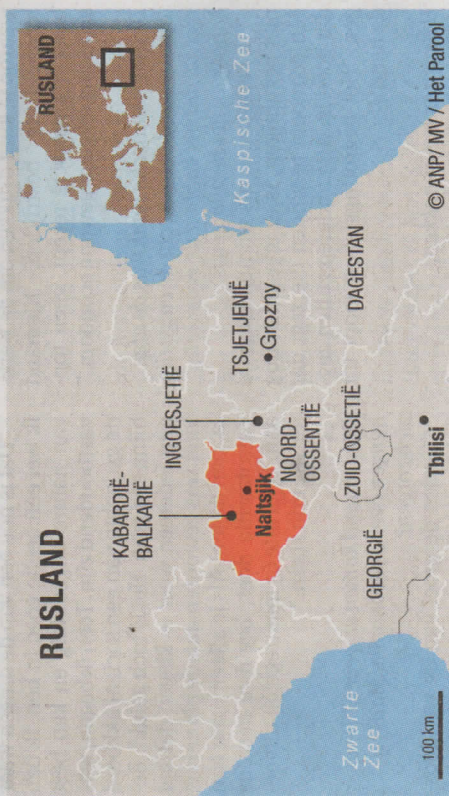 RUSLAND
RUSLAND
KABARDIË-
BALKARIË
INGOESJETIË
TSJETJENIË
Grozny
Kaspische Zee
Naltsjik
NOORD-
OSSENTIË
DAGESTAN
ZUID-OSSETIË
GEORGIË
Zwarte
Zee
Tbilisi
100 km
© ANP/ MV / Het Parool